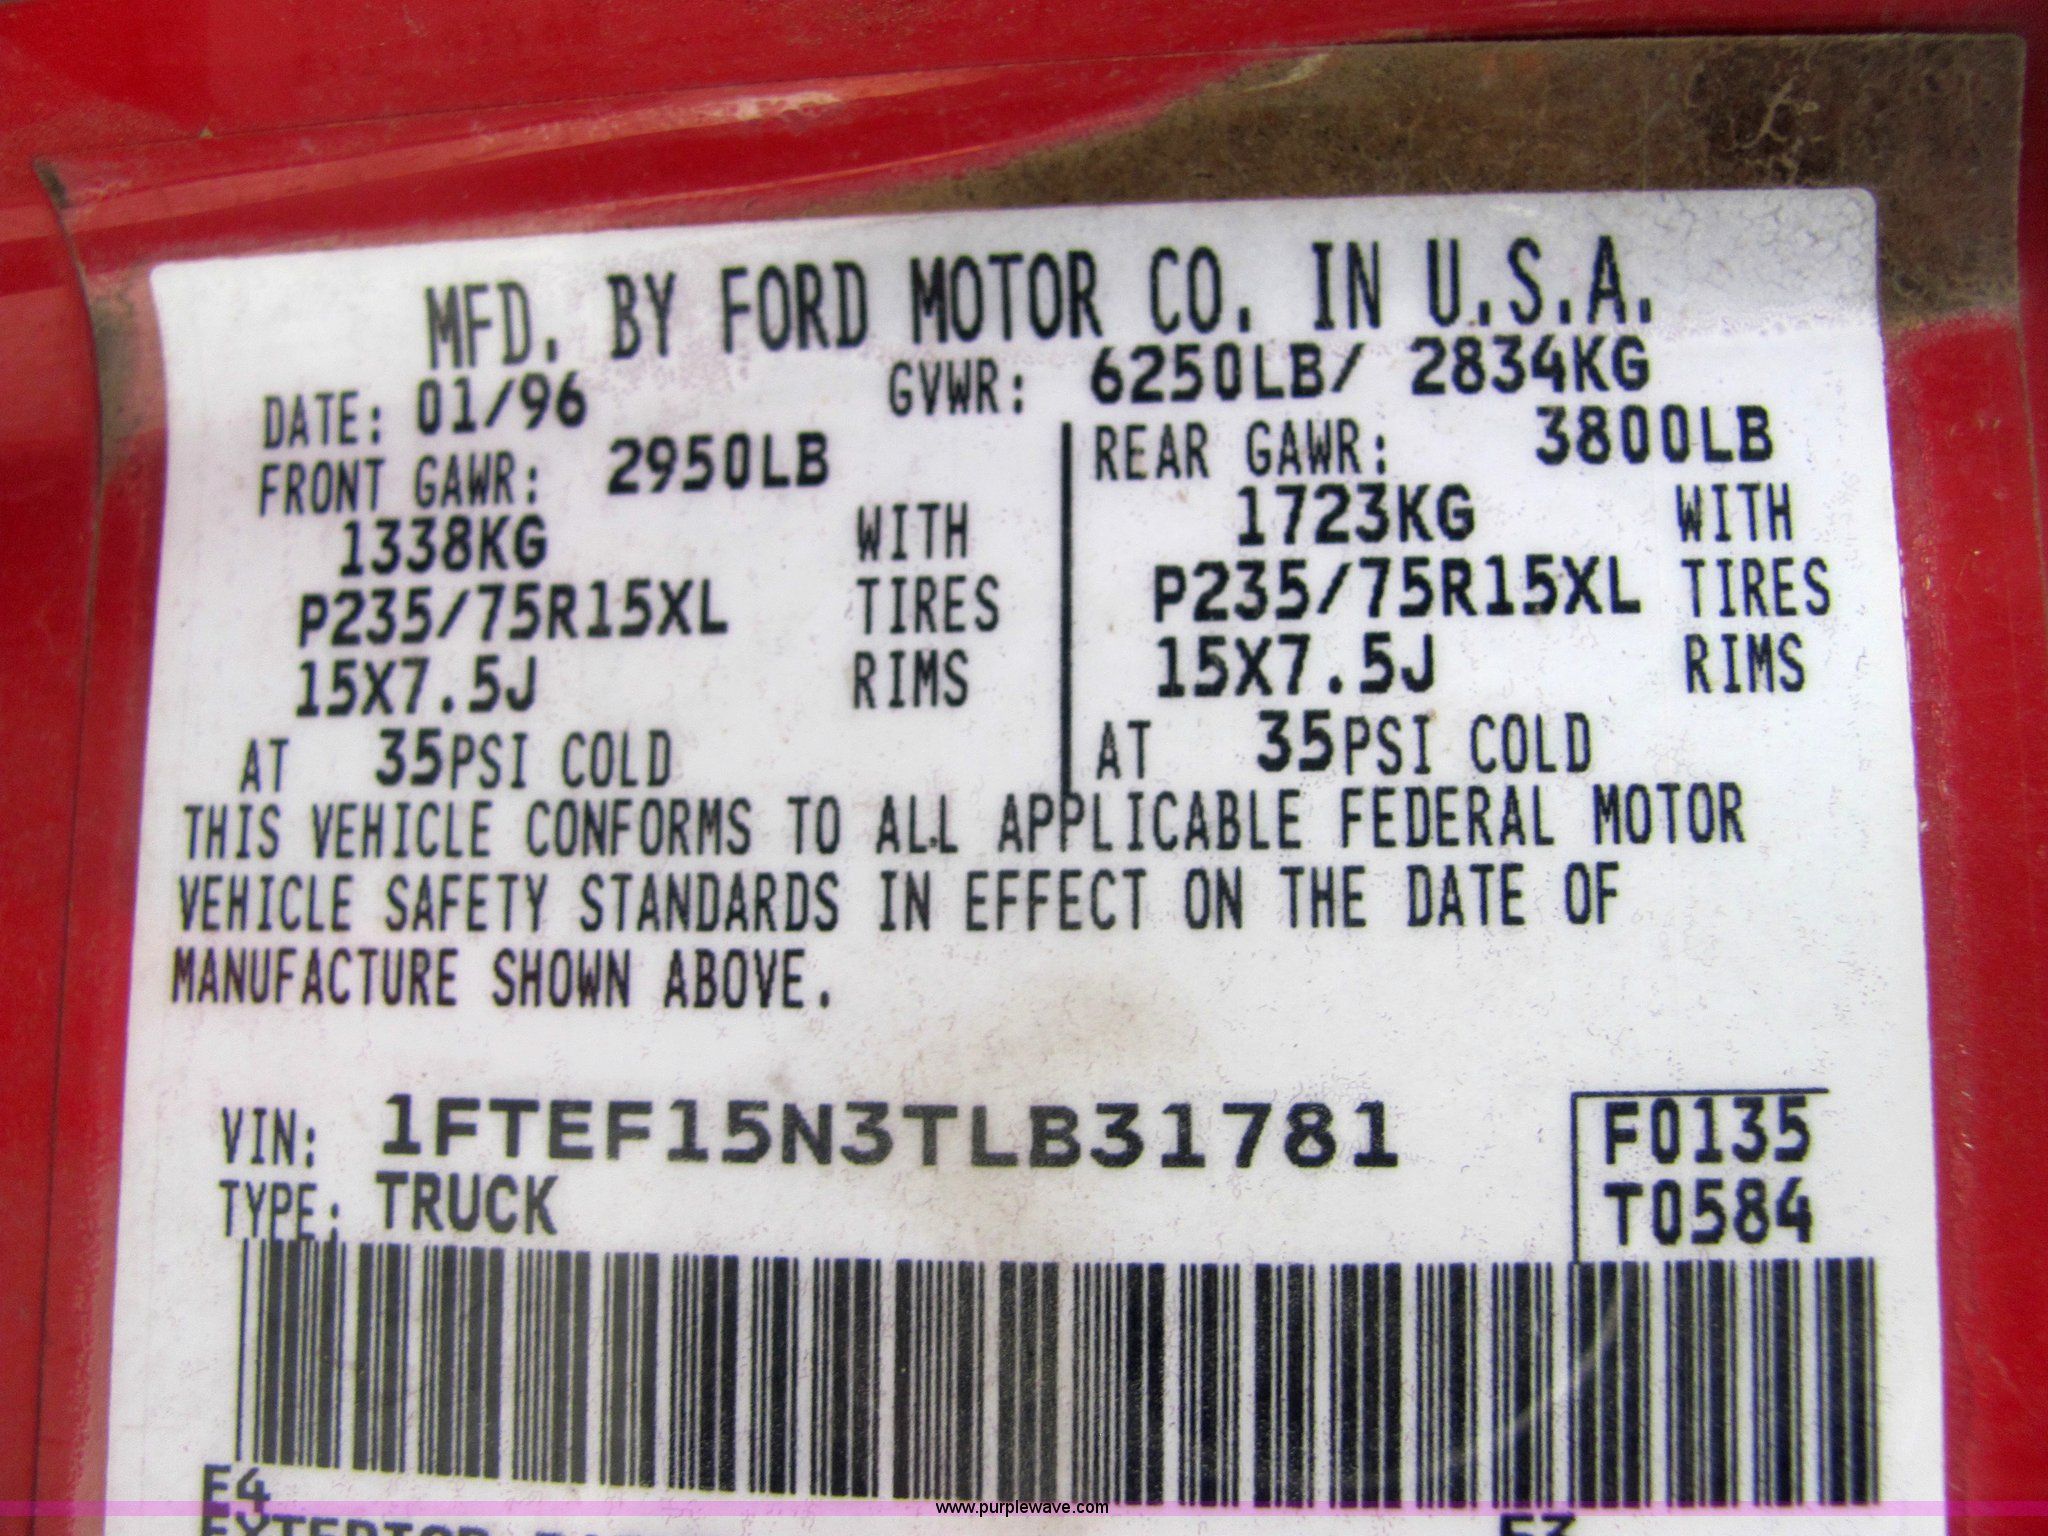 MFD. BY FORD MOTOR CO. IN U.S.A.
DATE: 01/96 GVWR: 6250LB/ 2834KG
FRONT GAWR: 2950LB REAR GAWR: 3800LB
1338KG WITH 1723KG WITH
P235/75R15XL TIRES P235/75R15XL TIRES
15X7.5J RIMS 15X7.5J RIMS
AT 35PSI COLD AT 35PSI COLD
THIS VEHICLE CONFORMS TO ALL APPLICABLE FEDERAL MOTOR
VEHICLE SAFETY STANDARDS IN EFFECT ON THE DATE OF
MANUFACTURE SHOWN ABOVE.
VIN: 1FTEF15N3TLB31781 F0135
TYPE: TRUCK T0584
E4
EXTERIOR
www.purplewave.com